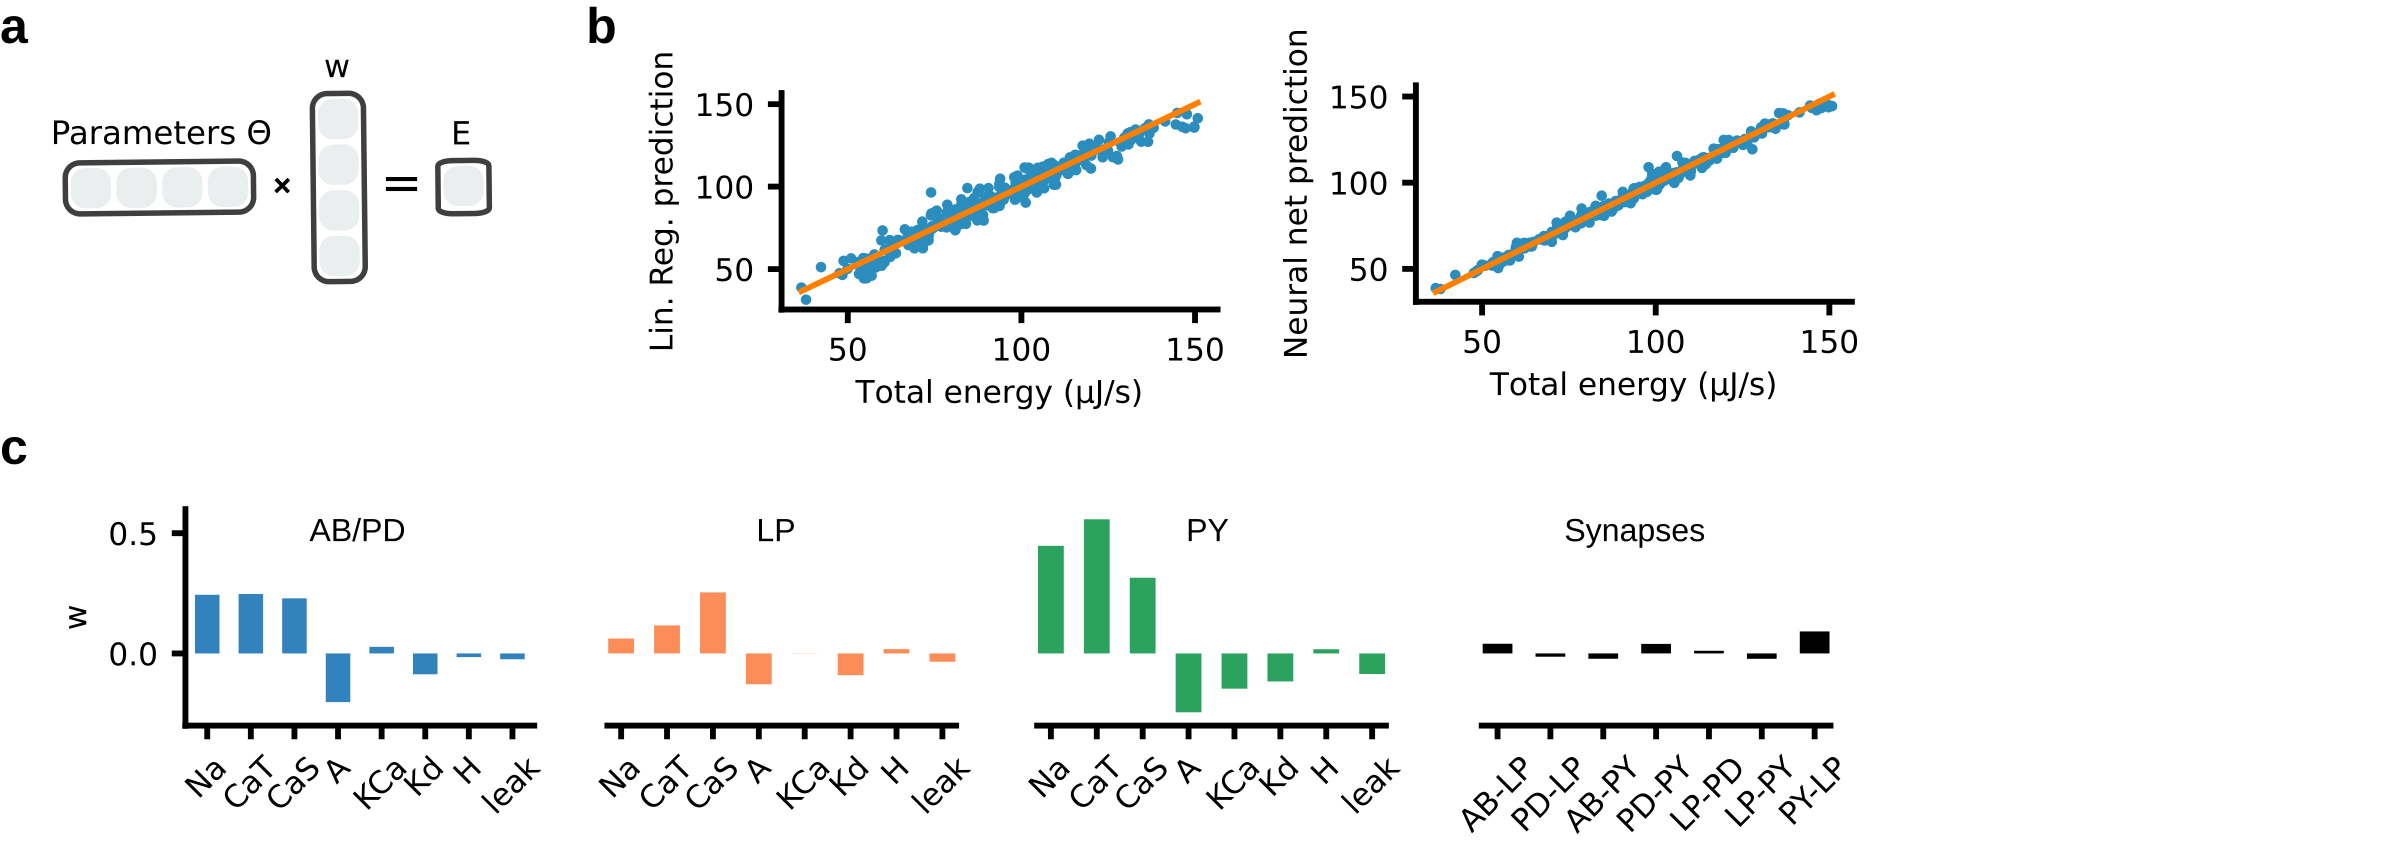 a
w
Parameters Θ
×
=
E
b
Lin. Reg. prediction
150
100
50
50 100 150
Total energy (µJ/s)
Neural net prediction
150
100
50
50 100 150
Total energy (µJ/s)
c
w
0.5
0.0
AB/PD
Na CaT CaS A KCa Kd H leak
LP
Na CaT CaS A KCa Kd H leak
PY
Na CaT CaS A KCa Kd H leak
Synapses
AB-LP PD-LP AB-PY PD-PY LP-PD LP-PY PY-LP